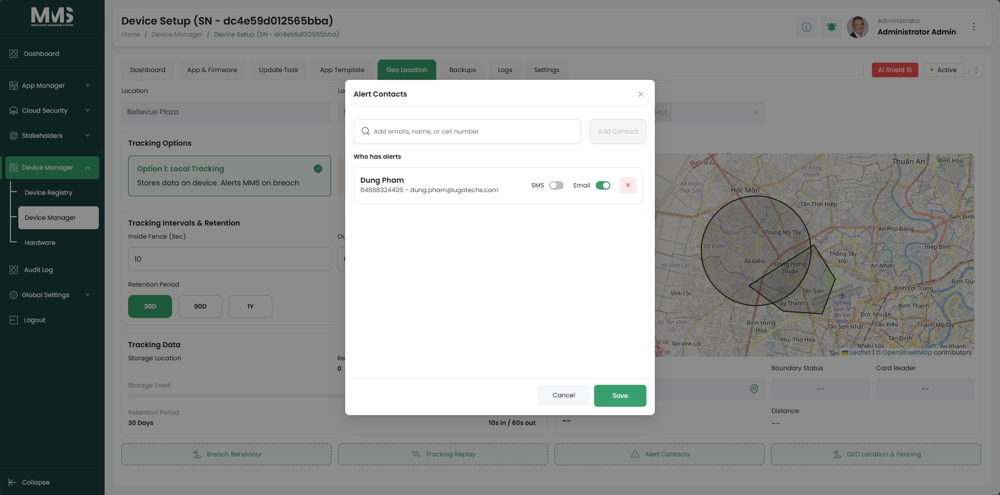 MMS
MERCHANT MANAGER SYSTEM
Dashboard
App Manager
Cloud Security
Stakeholders
Device Manager
Device Registry
Device Manager
Hardware
Audit Log
Global Settings
Logout
Collapse
Device Setup (SN - dc4e59d012565bba)
Home / Device Manager / Device Setup (SN - dc4e59d012565bba)
Administrator
Administrator Admin
Dashboard App & Firmware Update Task App Template Geo Location Backups Logs Settings
Ai Shield 15 Active
Location
Bellevue Plaza
Hut
Tracking Options
Option 1: Local Tracking
Stores data on device. Alerts MMS on breach
Tracking Intervals & Retention
Inside Fence (Sec)
Ou
10
Retention Period
30D 90D 1Y
Tracking Data
Storage Location
Re
0
Storage Used
Retention Period
30 Days
10s in / 60s out
Alert Contacts
Add emails, name, or cell number
Add Contact
Who has alerts
Dung Pham
84868324405 - dung.pham@ugotechs.com
SMS Email
Cancel Save
Quốc lộ 22
Thuận An
Bình Hòa
Xã Đông
Thạnh
Xã Xuân
Thới Sơn
Hóc Môn
Tân Thới Hiệp
Tam Bình
Trung Mỹ Tây
An Phú Đông
Xã Bà Điểm
Hiệp Bình
Thông Tây
Hội
Sông Sài
Gòn
Bà Điểm
Đông Hưng
Thuận
Xã Vĩnh Lộc
An Nhơn
Tân Sơn
Bình Lợi Trung
Vĩnh Lộc
Tây Thạnh
Sân bay
quốc tế
Tân Sơn
Nhất
Bình Thạnh
Đức Nhuận
Xã Tân Vĩnh
Lộc
Bình Hưng
Hòa
Tân Sơn Nhất
Cầu Kiệu
Thạnh Mỹ Tây
Phú Thọ Hòa
Tân Định
Tân Vĩnh Lộc
Nhiêu Lộc
An Khánh
Tân
Leaflet | © OpenStreetMap contributors
Boundary Status
--
Card Reader
--
--
Distance
--
Breach Behaviour
Tracking Replay
Alert Contacts
GEO Location & Fencing